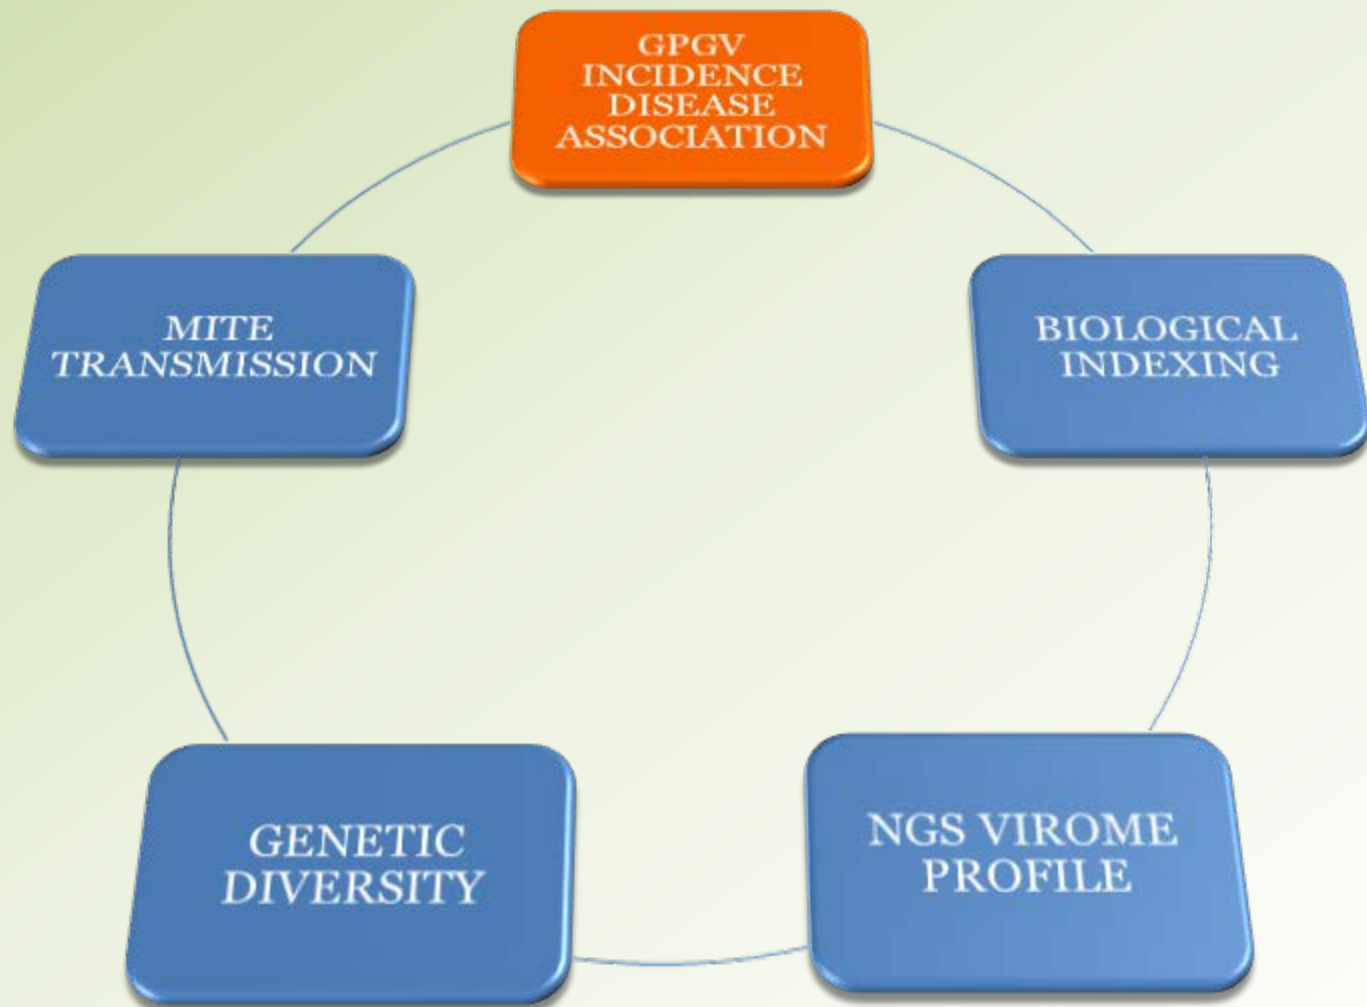 GPGV
INCIDENCE
DISEASE
ASSOCIATION
MITE
TRANSMISSION
BIOLOGICAL
INDEXING
GENETIC
DIVERSITY
NGS VIROME
PROFILE